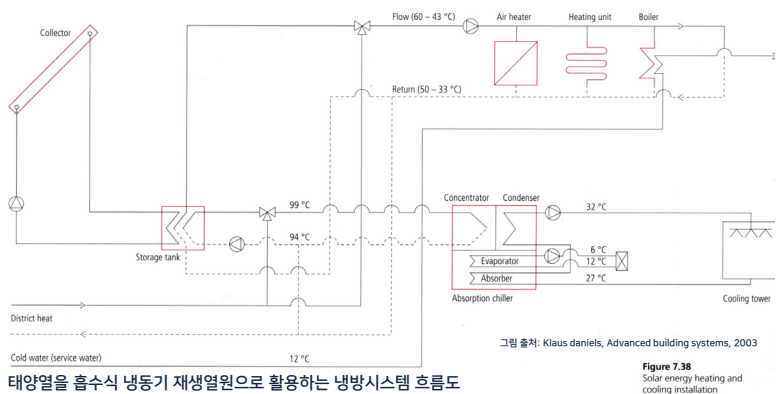 Flow (60 – 43 °C)
Air heater
Heating unit
Boiler
Collector
Return (50 – 33 °C)
99 °C
Concentrator
Condenser
32 °C
94 °C
6 °C
Evaporator
12 °C
Storage tank
Absorber
27 °C
Absorption chiller
Cooling tower
District heat
그림 출처: Klaus daniels, Advanced building systems, 2003
Cold water (service water)
12 °C
Figure 7.38
Solar energy heating and
cooling installation
태양열을 흡수식 냉동기 재생열원으로 활용하는 냉방시스템 흐름도